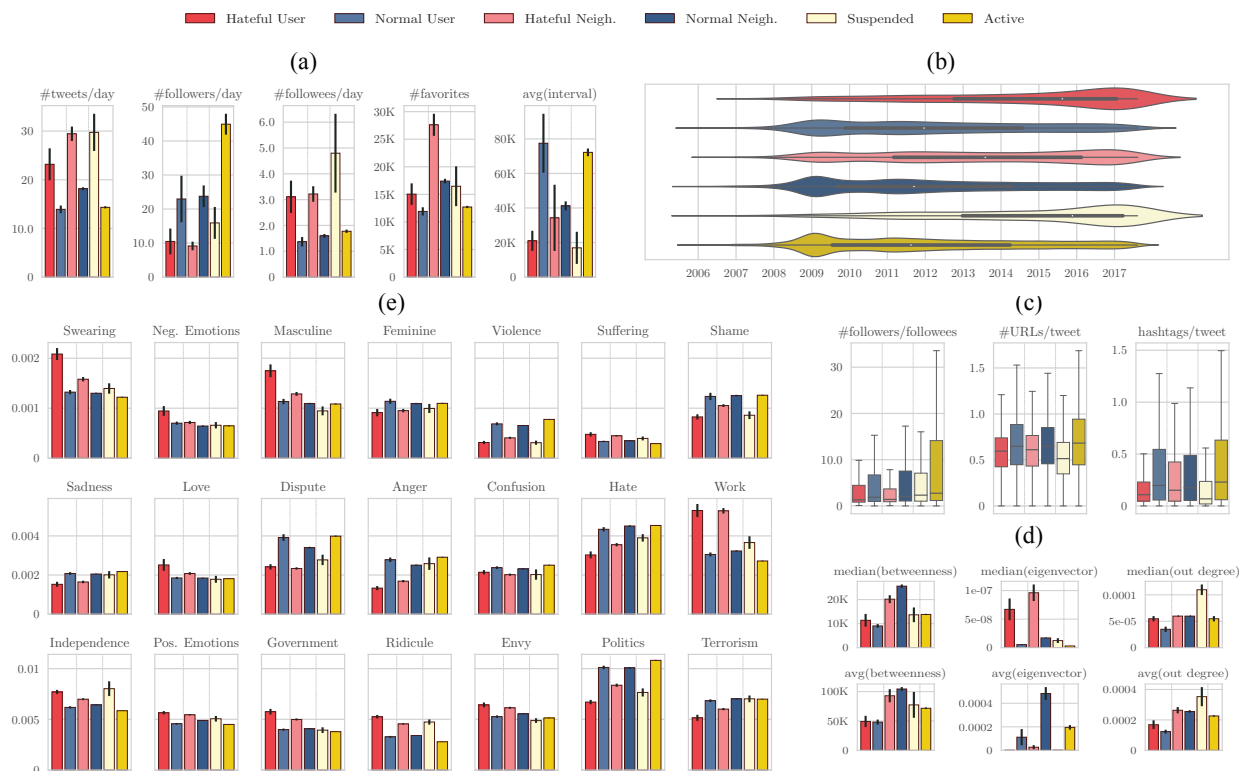 Hateful User Normal User Hateful Neigh. Normal Neigh. Suspended Active
(a)
#tweets/day #followers/day #followees/day #favorites avg(interval)
30
20
10.0
0
50
40
30
20
10.0
0
6.0
5.0
4.0
3.0
2.0
1.0
0
30K
25K
20K
15K
10K
5K
0
80K
60K
40K
20K
0
(b)
2006 2007 2008 2009 2010 2011 2012 2013 2014 2015 2016 2017
(e)
Swearing Neg. Emotions Masculine Feminine Violence Suffering Shame
0.002
0.001
0
Sadness Love Dispute Anger Confusion Hate Work
0.004
0.002
0
Independence Pos. Emotions Government Ridicule Envy Politics Terrorism
0.01
0.005
0
(c)
#followers/followees #URLs/tweet hashtags/tweet
30
20
10.0
0
1.5
1.0
0.5
0
1.5
1.0
0.5
0
(d)
median(betweenness) median(eigenvector) median(out degree)
20K
10K
0
1e-07
5e-08
0
0.0001
5e-05
0
avg(betweenness) avg(eigenvector) avg(out degree)
100K
50K
0
0.0004
0.0002
0
0.0004
0.0002
0